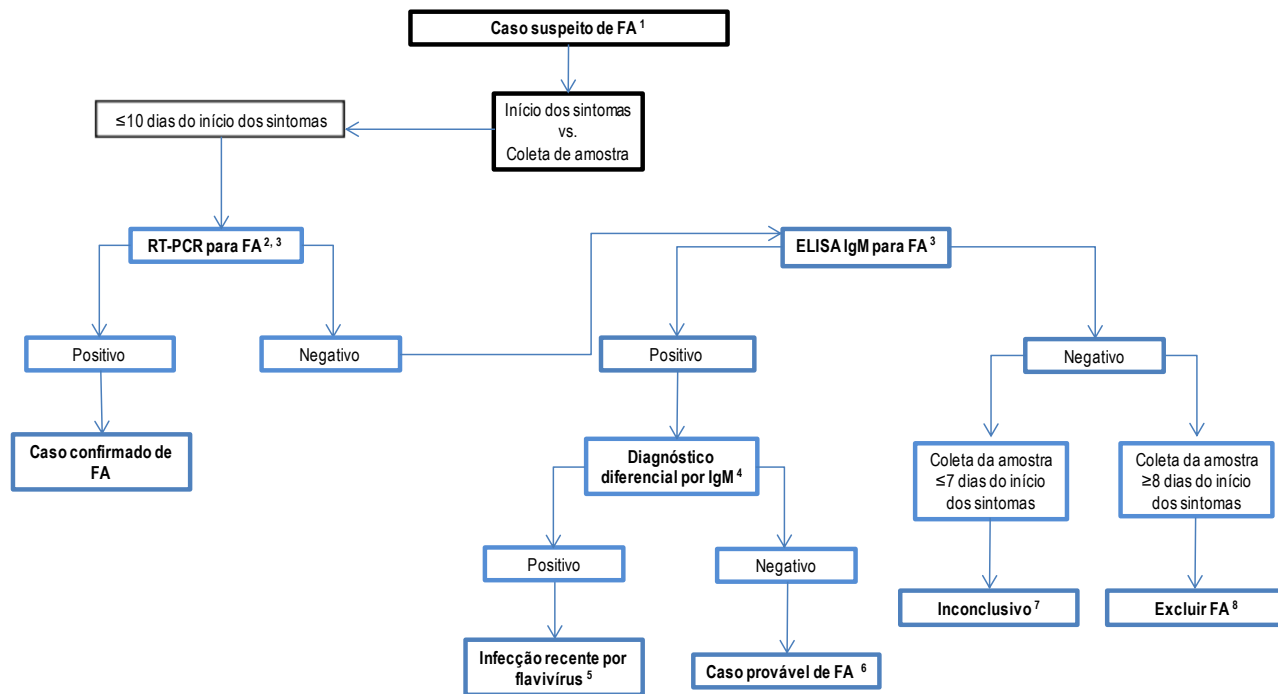 Caso suspeito de FA 1
≤10 dias do início dos sintomas
Início dos sintomas
vs.
Coleta de amostra
RT-PCR para FA 2, 3
ELISA IgM para FA 3
Positivo
Negativo
Positivo
Negativo
Caso confirmado de
FA
Diagnóstico
diferencial por IgM 4
Coleta da amostra
≤7 dias do início
dos sintomas
Coleta da amostra
≥8 dias do início
dos sintomas
Positivo
Negativo
Inconclusivo 7
Excluir FA 8
Infecção recente por
flavivírus 5
Caso provável de FA 6